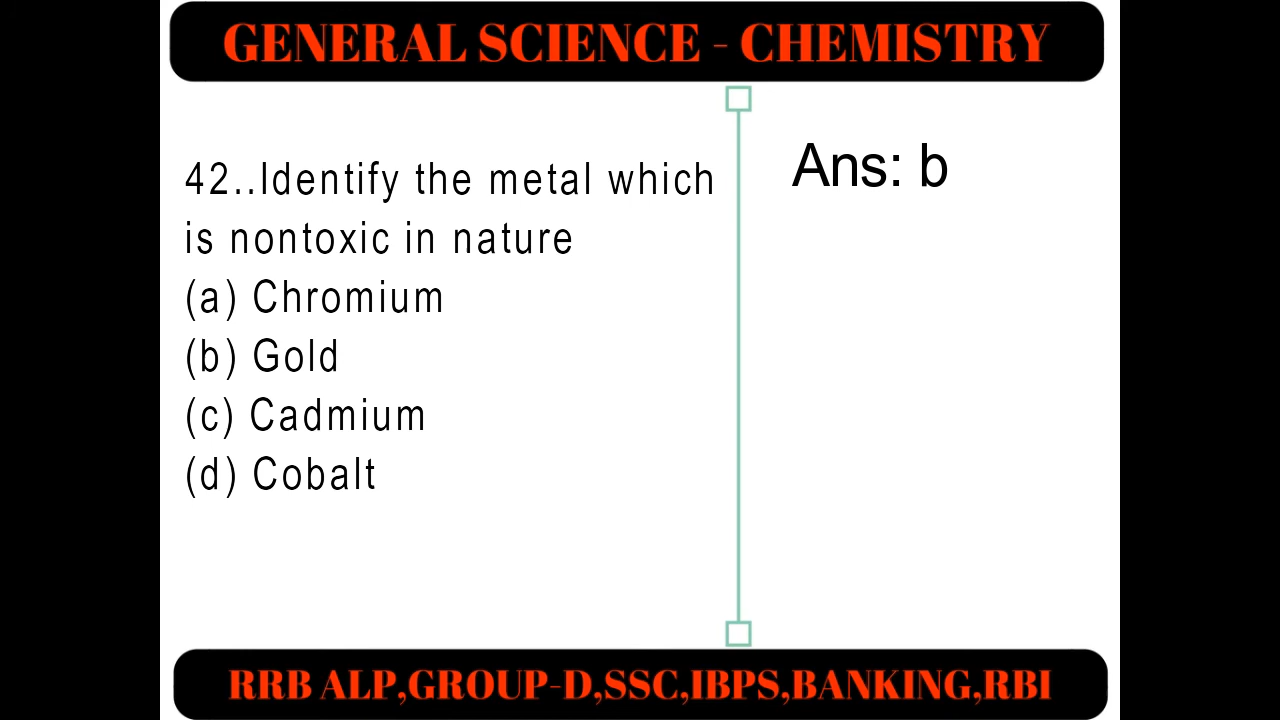 GENERAL SCIENCE - CHEMISTRY
42..Identify the metal which
is nontoxic in nature
(a) Chromium
(b) Gold
(c) Cadmium
(d) Cobalt
Ans: b
RRB ALP,GROUP-D,SSC,IBPS,BANKING,RBI